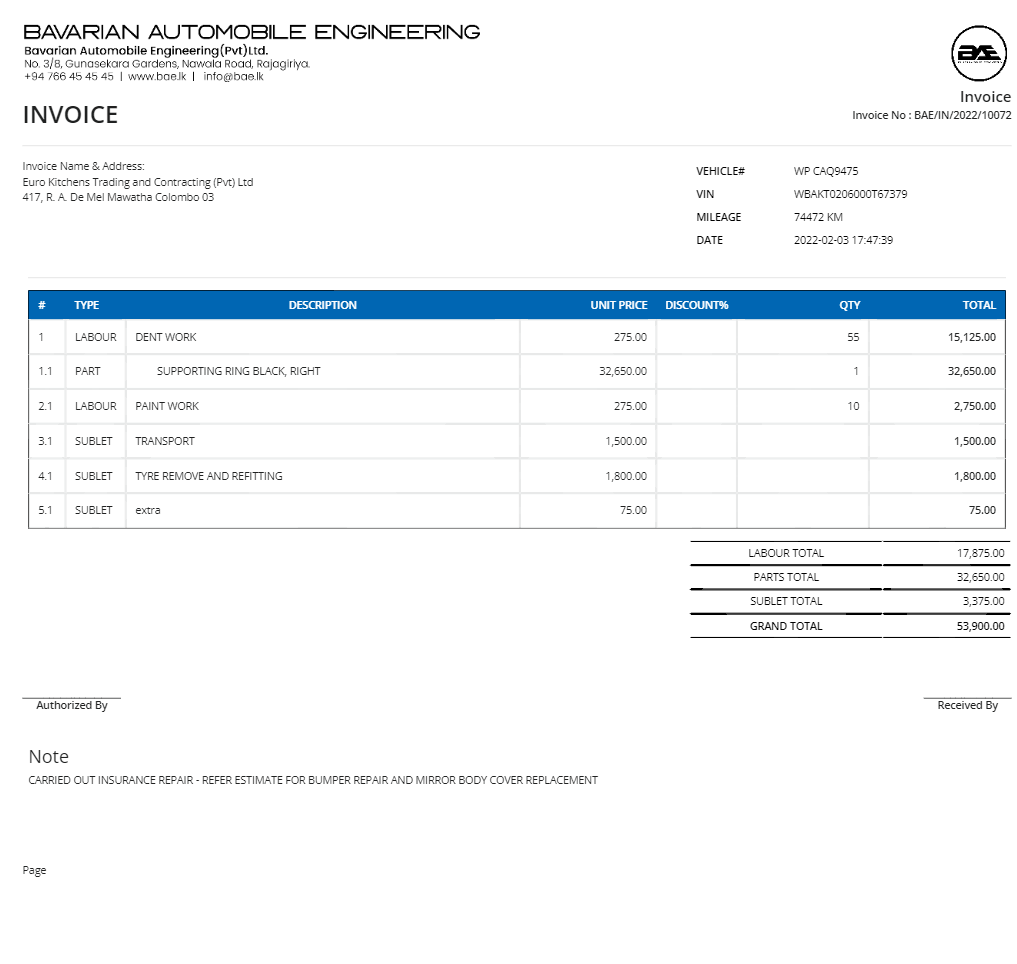 BAVARIAN AUTOMOBILE ENGINEERING
Bavarian Automobile Engineering(Pvt)Ltd.
No. 3/8, Gunasekara Gardens, Nawala Road, Rajagiriya.
+94 766 45 45 45 | www.bae.lk | info@bae.lk
BAE
Invoice
INVOICE
Invoice No : BAE/IN/2022/10072
Invoice Name & Address:
Euro Kitchens Trading and Contracting (Pvt) Ltd
417, R. A. De Mel Mawatha Colombo 03
VEHICLE# WP CAQ9475
VIN WBAKT0206000T67379
MILEAGE 74472 KM
DATE 2022-02-03 17:47:39
# TYPE DESCRIPTION UNIT PRICE DISCOUNT% QTY TOTAL
1 LABOUR DENT WORK 275.00 55 15,125.00
1.1 PART SUPPORTING RING BLACK, RIGHT 32,650.00 1 32,650.00
2.1 LABOUR PAINT WORK 275.00 10 2,750.00
3.1 SUBLET TRANSPORT 1,500.00 1,500.00
4.1 SUBLET TYRE REMOVE AND REFITTING 1,800.00 1,800.00
5.1 SUBLET extra 75.00 75.00
LABOUR TOTAL 17,875.00
PARTS TOTAL 32,650.00
SUBLET TOTAL 3,375.00
GRAND TOTAL 53,900.00
Authorized By
Received By
Note
CARRIED OUT INSURANCE REPAIR - REFER ESTIMATE FOR BUMPER REPAIR AND MIRROR BODY COVER REPLACEMENT
Page